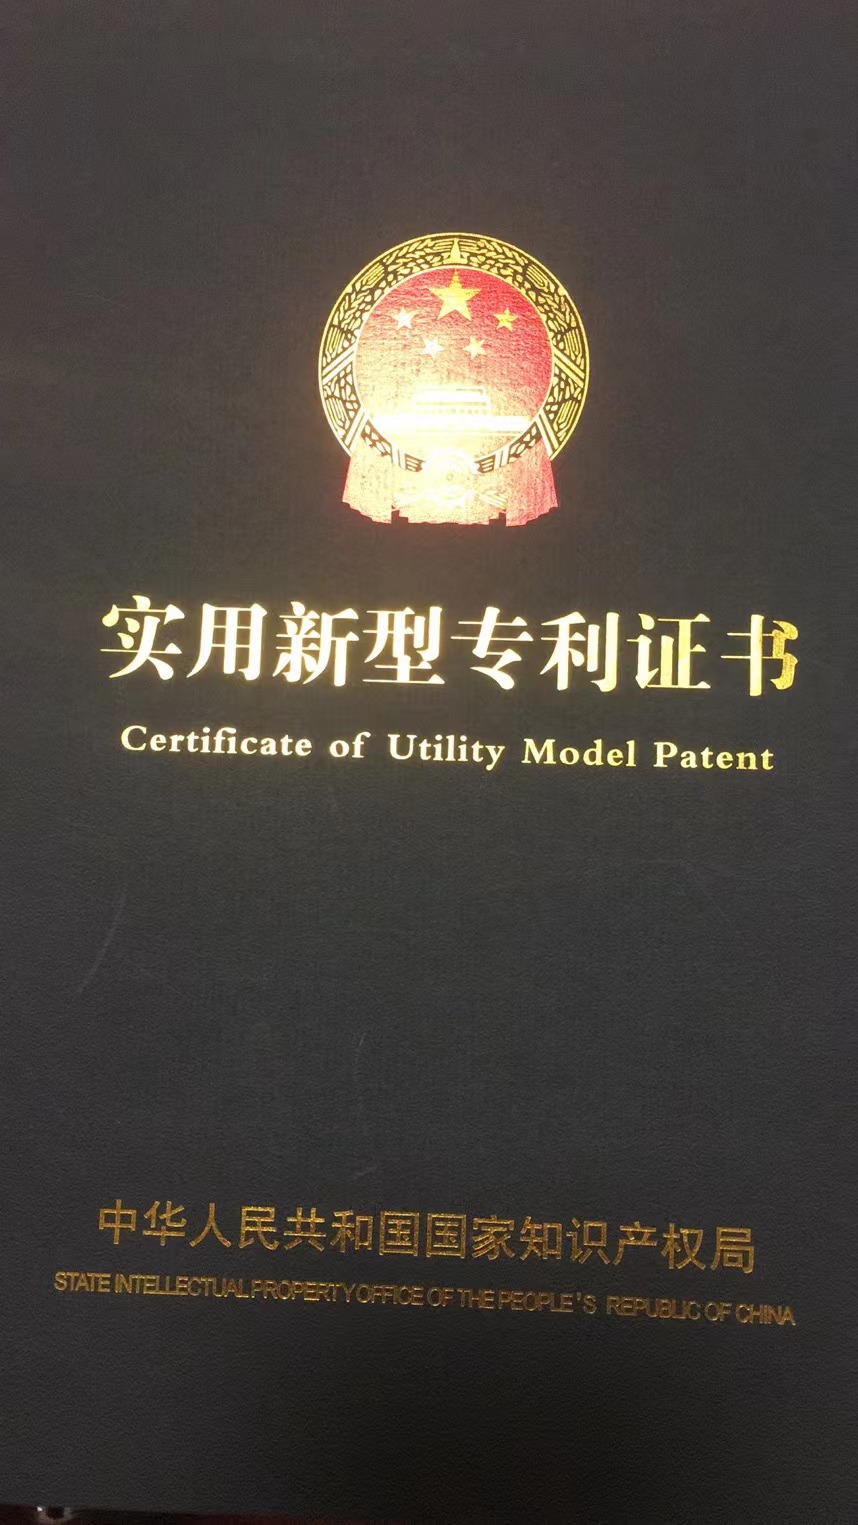 实用新型专利证书
Certificate of Utility Model Patent
中华人民共和国国家知识产权局
STATE INTELLECTUAL PROPERTY OFFICE OF THE PEOPLE'S REPUBLIC OF CHINA